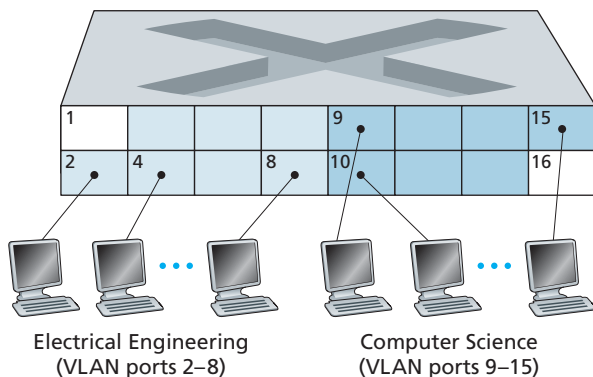 1 9 15
2 4 8 10 16
Electrical Engineering
(VLAN ports 2–8)
Computer Science
(VLAN ports 9–15)